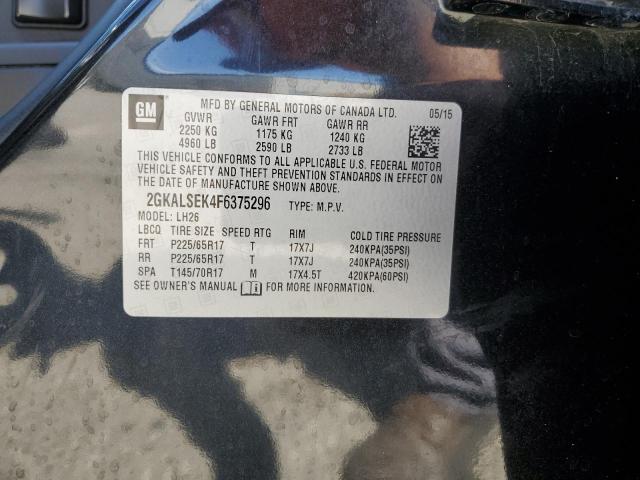 GM
MFD BY GENERAL MOTORS OF CANADA LTD. 05/15
GVWR GAWR FRT GAWR RR
2250 KG 1175 KG 1240 KG
4960 LB 2590 LB 2733 LB
THIS VEHICLE CONFORMS TO ALL APPLICABLE U.S. FEDERAL MOTOR
VEHICLE SAFETY AND THEFT PREVENTION STANDARDS IN EFFECT ON
THE DATE OF MANUFACTURE SHOWN ABOVE.
2GKALSEK4F6375296 TYPE: M.P.V.
MODEL: LH26
LBCQ TIRE SIZE SPEED RTG RIM COLD TIRE PRESSURE
FRT P225/65R17 T 17X7J 240KPA(35PSI)
RR P225/65R17 T 17X7J 240KPA(35PSI)
SPA T145/70R17 M 17X4.5T 420KPA(60PSI)
SEE OWNER'S MANUAL FOR MORE INFORMATION.